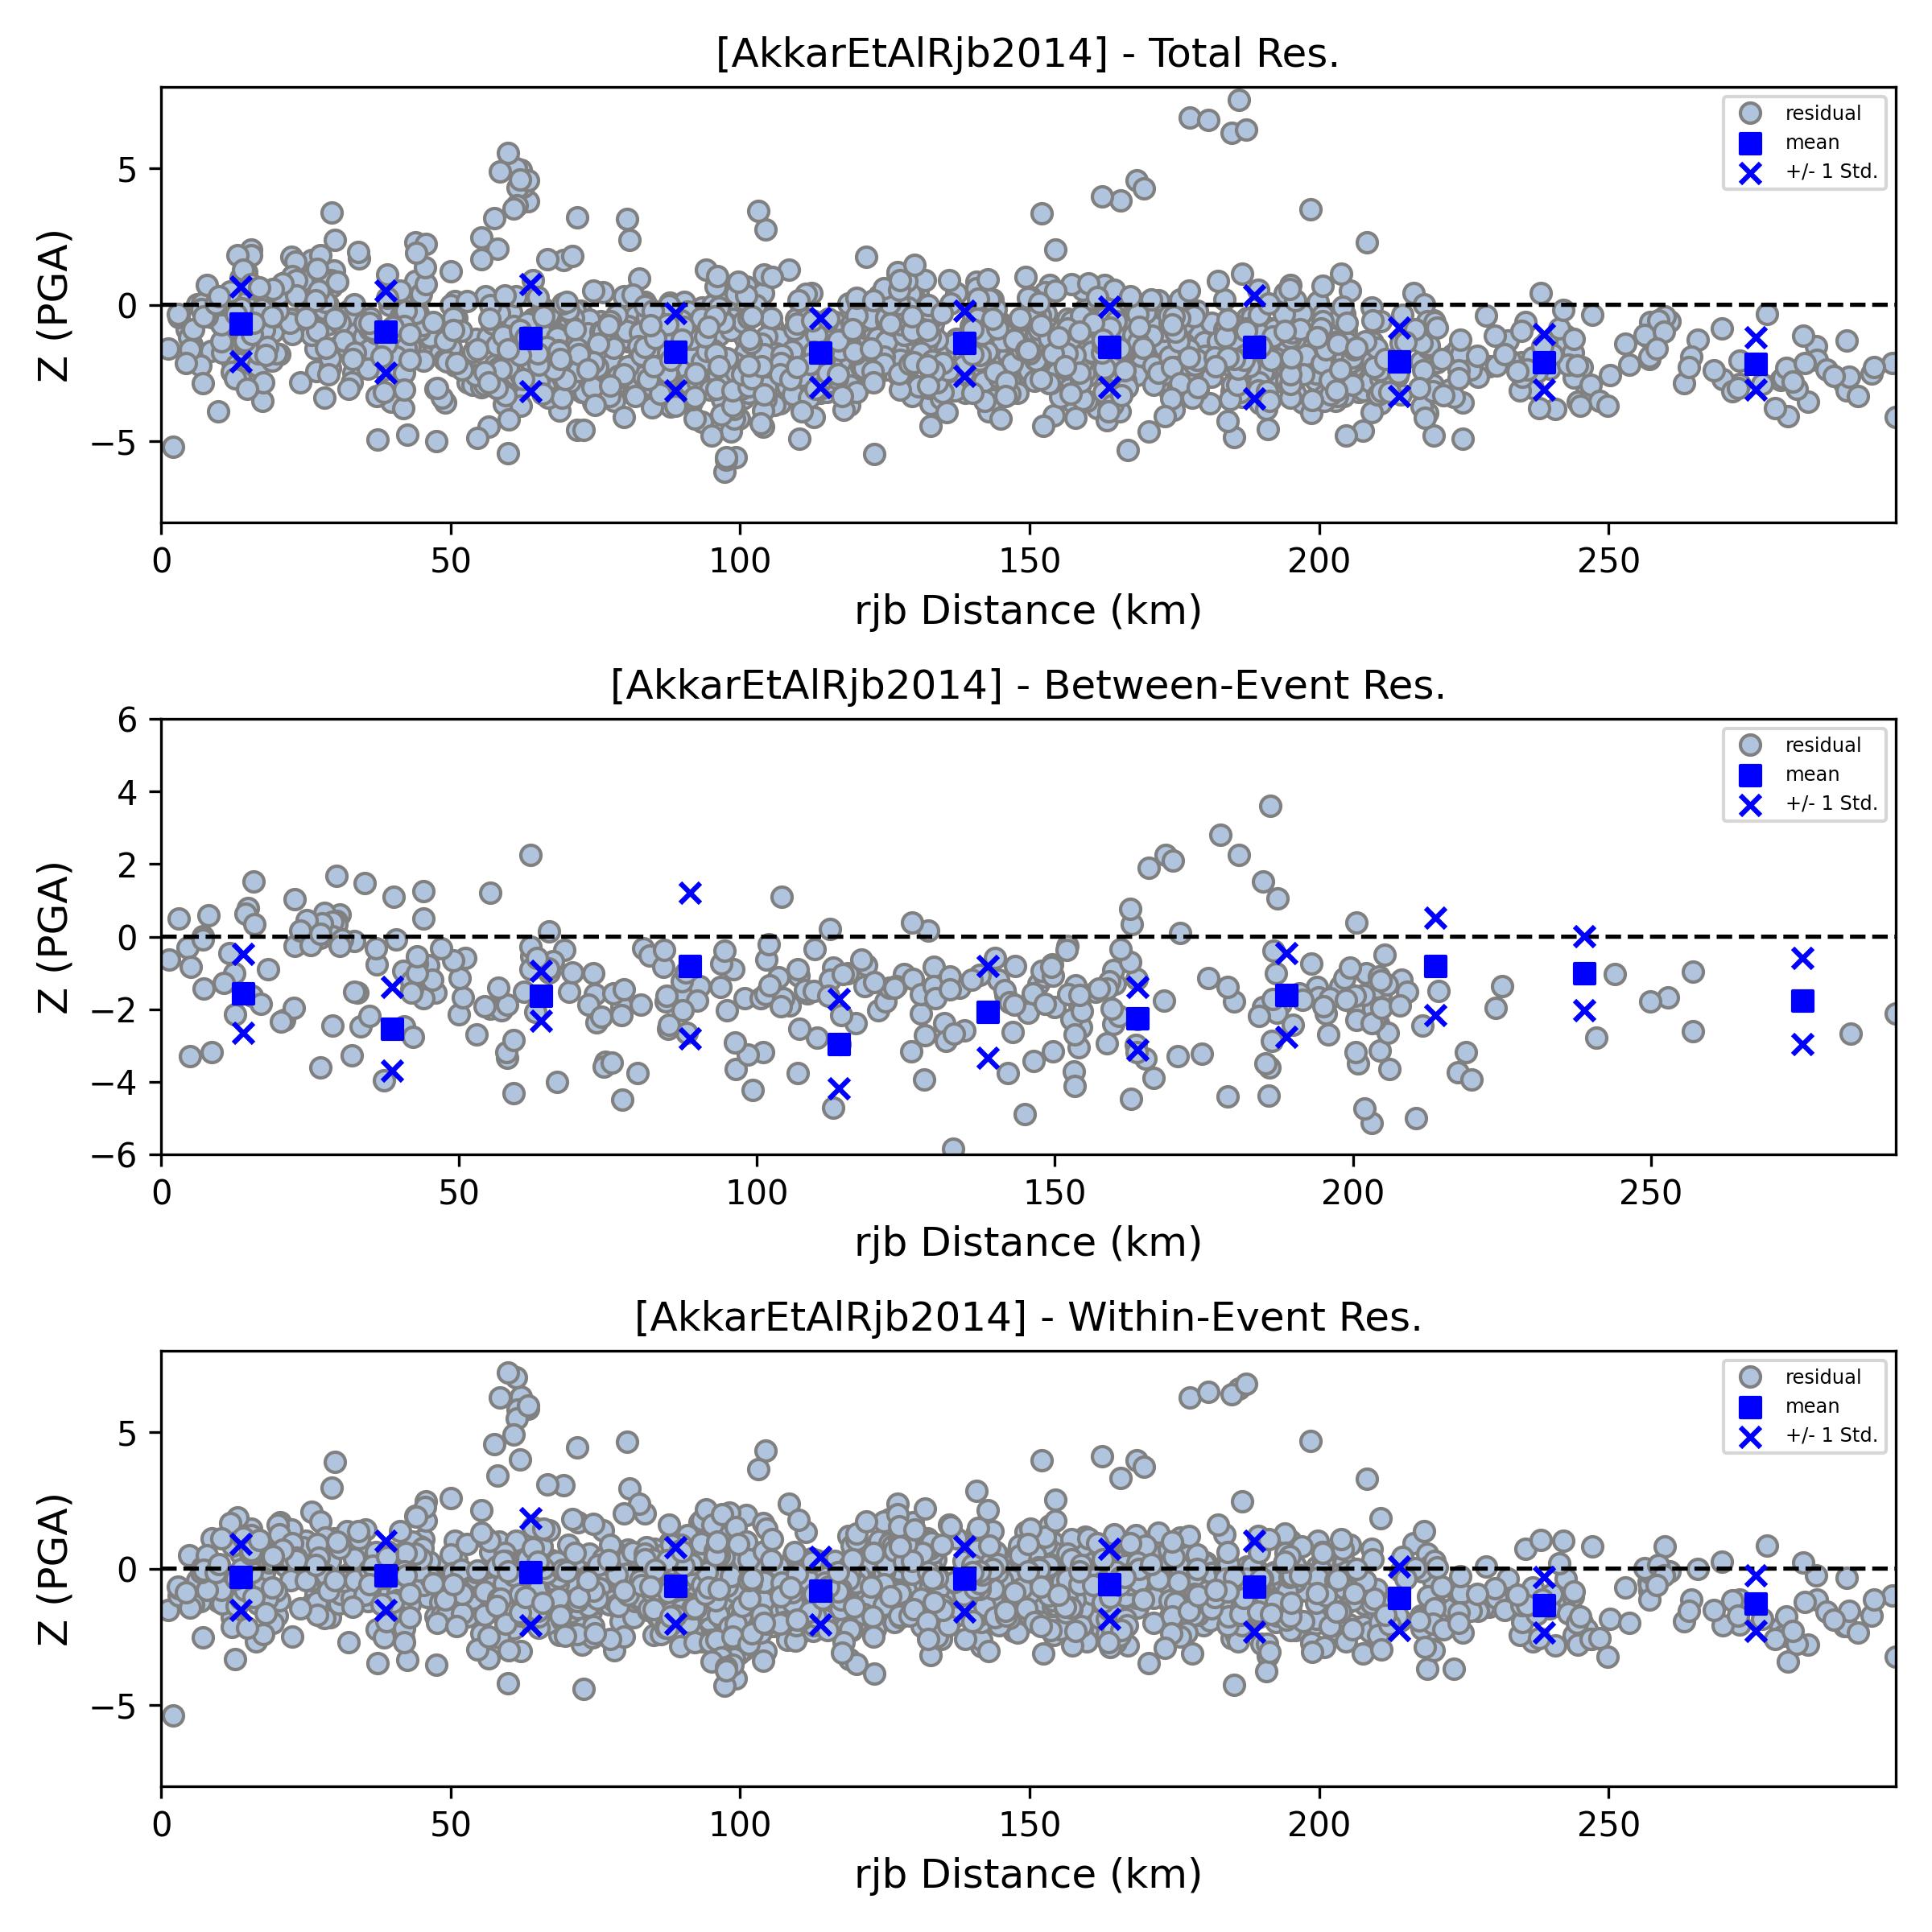 [AkkarEtAlRjb2014] - Total Res.
residual
mean
+/- 1 Std.
5
0
−5
Z (PGA)
0 50 100 150 200 250
rjb Distance (km)
[AkkarEtAlRjb2014] - Between-Event Res.
residual
mean
+/- 1 Std.
6
4
2
0
−2
−4
−6
Z (PGA)
0 50 100 150 200 250
rjb Distance (km)
[AkkarEtAlRjb2014] - Within-Event Res.
residual
mean
+/- 1 Std.
5
0
−5
Z (PGA)
0 50 100 150 200 250
rjb Distance (km)